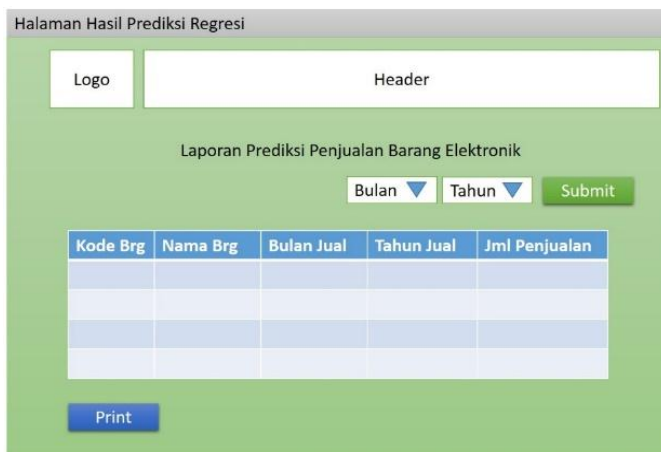 Halaman Hasil Prediksi Regresi
Logo Header
Laporan Prediksi Penjualan Barang Elektronik
Bulan Tahun Submit
Kode Brg Nama Brg Bulan Jual Tahun Jual Jml Penjualan
Print